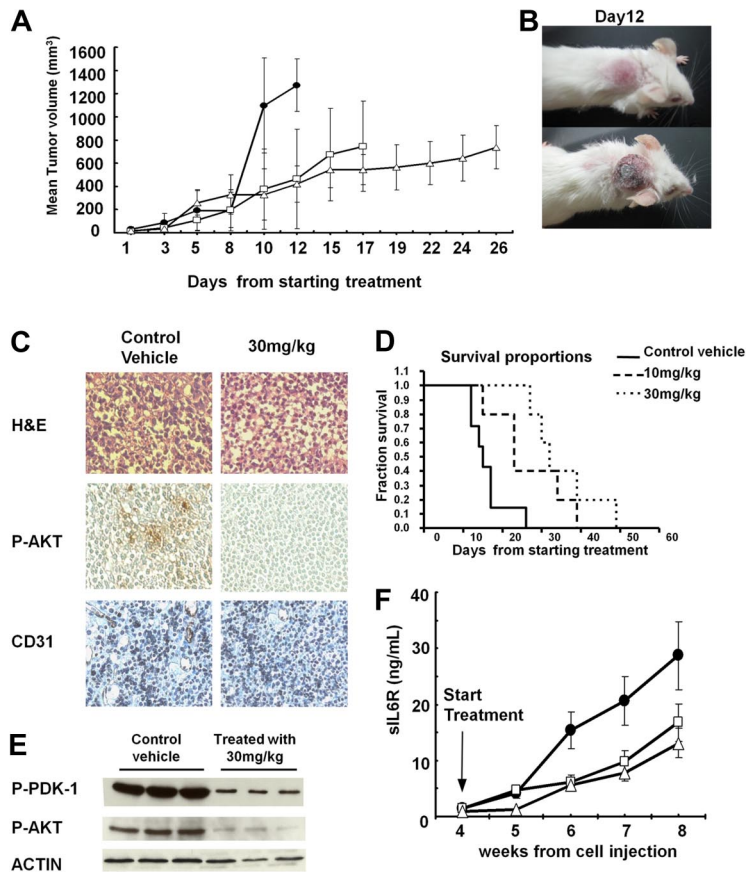 A
Mean Tumor volume (mm³)
1600
1400
1200
1000
800
600
400
200
0
1 3 5 8 10 12 15 17 19 22 24 26
Days from starting treatment
B
Day12
C
Control
Vehicle
30mg/kg
H&E
P-AKT
CD31
D
Survival proportions
Control vehicle
10mg/kg
30mg/kg
Fraction survival
1.1
1.0
0.9
0.8
0.7
0.6
0.5
0.4
0.3
0.2
0.1
0.0
0 10 20 30 40 50 60
Days from starting treatment
E
Control
vehicle
Treated with
30mg/kg
P-PDK-1
P-AKT
ACTIN
F
sIL6R (ng/mL)
40
30
20
10
0
Start
Treatment
4 5 6 7 8
weeks from cell injection